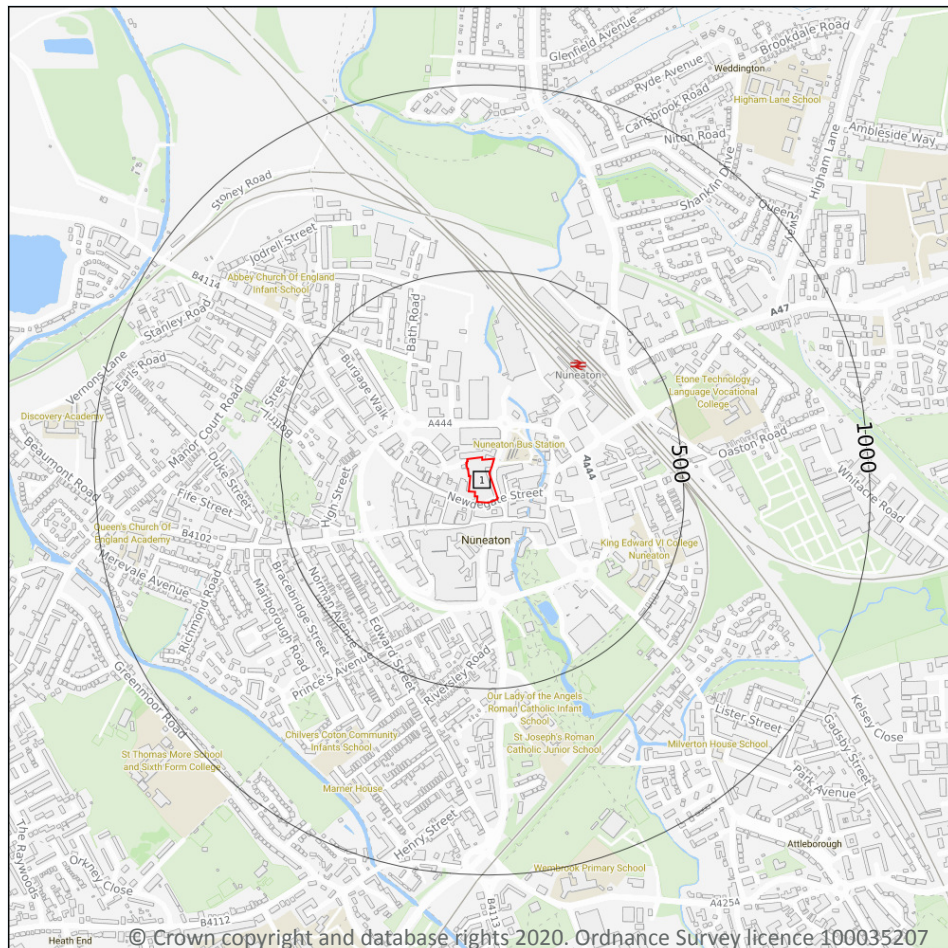 Glenfield Avenue
Brookdale Road
Ryde Avenue
Weddington
Carisbrook Road
Higham Lane School
Niton Road
Ambleside Way
Higham Lane
Shanklin Drive
Queensway
Stoney Road
Jodrell Street
Abbey Church Of England
Infant School
B4114
Bath Road
A47
Stanley Road
Vernons Lane
Earls Road
Burgage Walk
Nuneaton
Etone Technology
Language Vocational
College
Discovery Academy
Manor Court Road
Bottrill Street
A444
Nuneaton Bus Station
A444
500
1000
Oaston Road
Beaumont Road
Duke Street
High Street
1
Newdegate Street
Whitacre Road
Fife Street
Queen's Church Of
England Academy
B4102
Nuneaton
King Edward VI College
Nuneaton
Merevale Avenue
Richmond Road
Marlborough Road
Bracebridge Street
Norman Avenue
Edward Street
Prince's Avenue
Riversley Road
Greenmoor Road
Our Lady of the Angels
Roman Catholic Infant
School
Lister Street
Kelsey Close
Gadsby Street
St Thomas More School
and Sixth Form College
Chilvers Coton Community
Infants School
St Joseph's Roman
Catholic Junior School
Milverton House School
Park Avenue
Marner House
Henry Street
Attleborough
The Raywoods
Orkney Close
Wembrook Primary School
B4112
B4113
A4254
Heath End
© Crown copyright and database rights 2020. Ordnance Survey licence 100035207